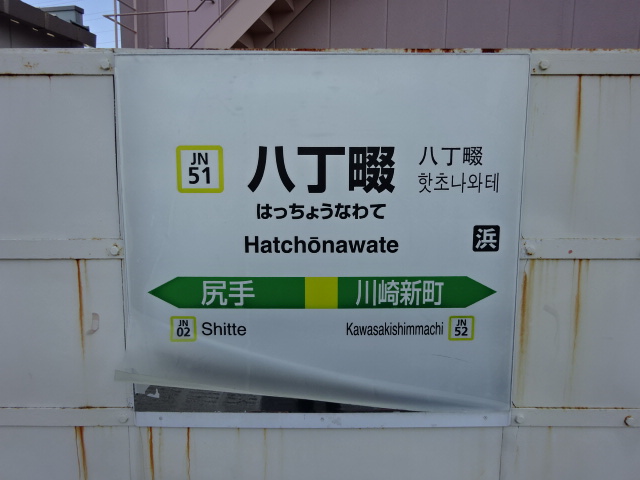 JN
51
八丁畷
八丁畷
핫쵸나와테
はっちょうなわて
Hatchōnawate
浜
尻手
川崎新町
JN
02
Shitte
Kawasakishimmachi
JN
52